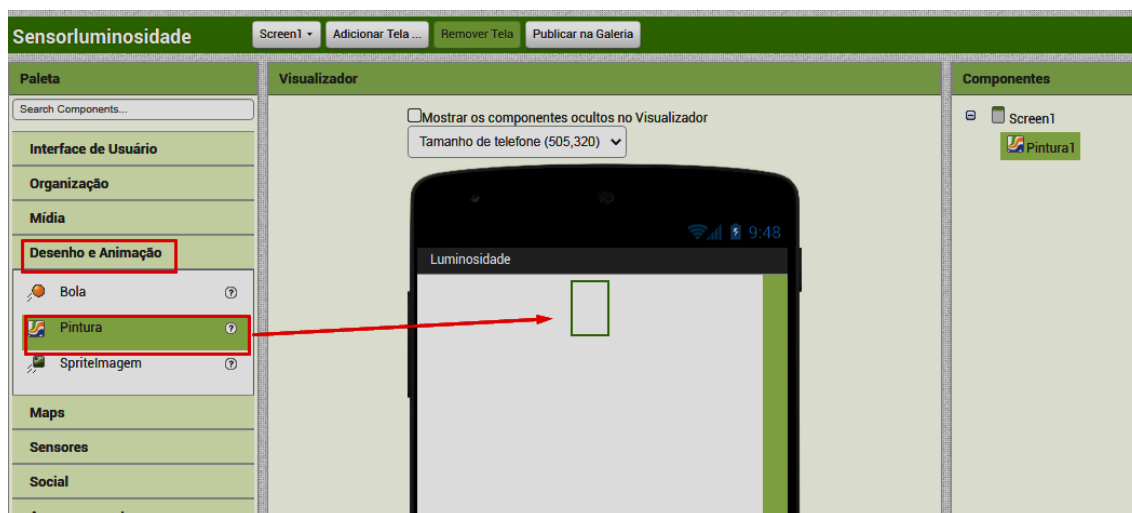 Sensorluminosidade
Screen1
Adicionar Tela ...
Remover Tela
Publicar na Galeria
Paleta
Search Components...
Interface de Usuário
Organização
Mídia
Desenho e Animação
Bola
?
Pintura
?
SpriteImagem
?
Maps
Sensores
Social
Visualizador
Mostrar os componentes ocultos no Visualizador
Tamanho de telefone (505,320)
9:48
Luminosidade
Componentes
Screen1
Pintura1